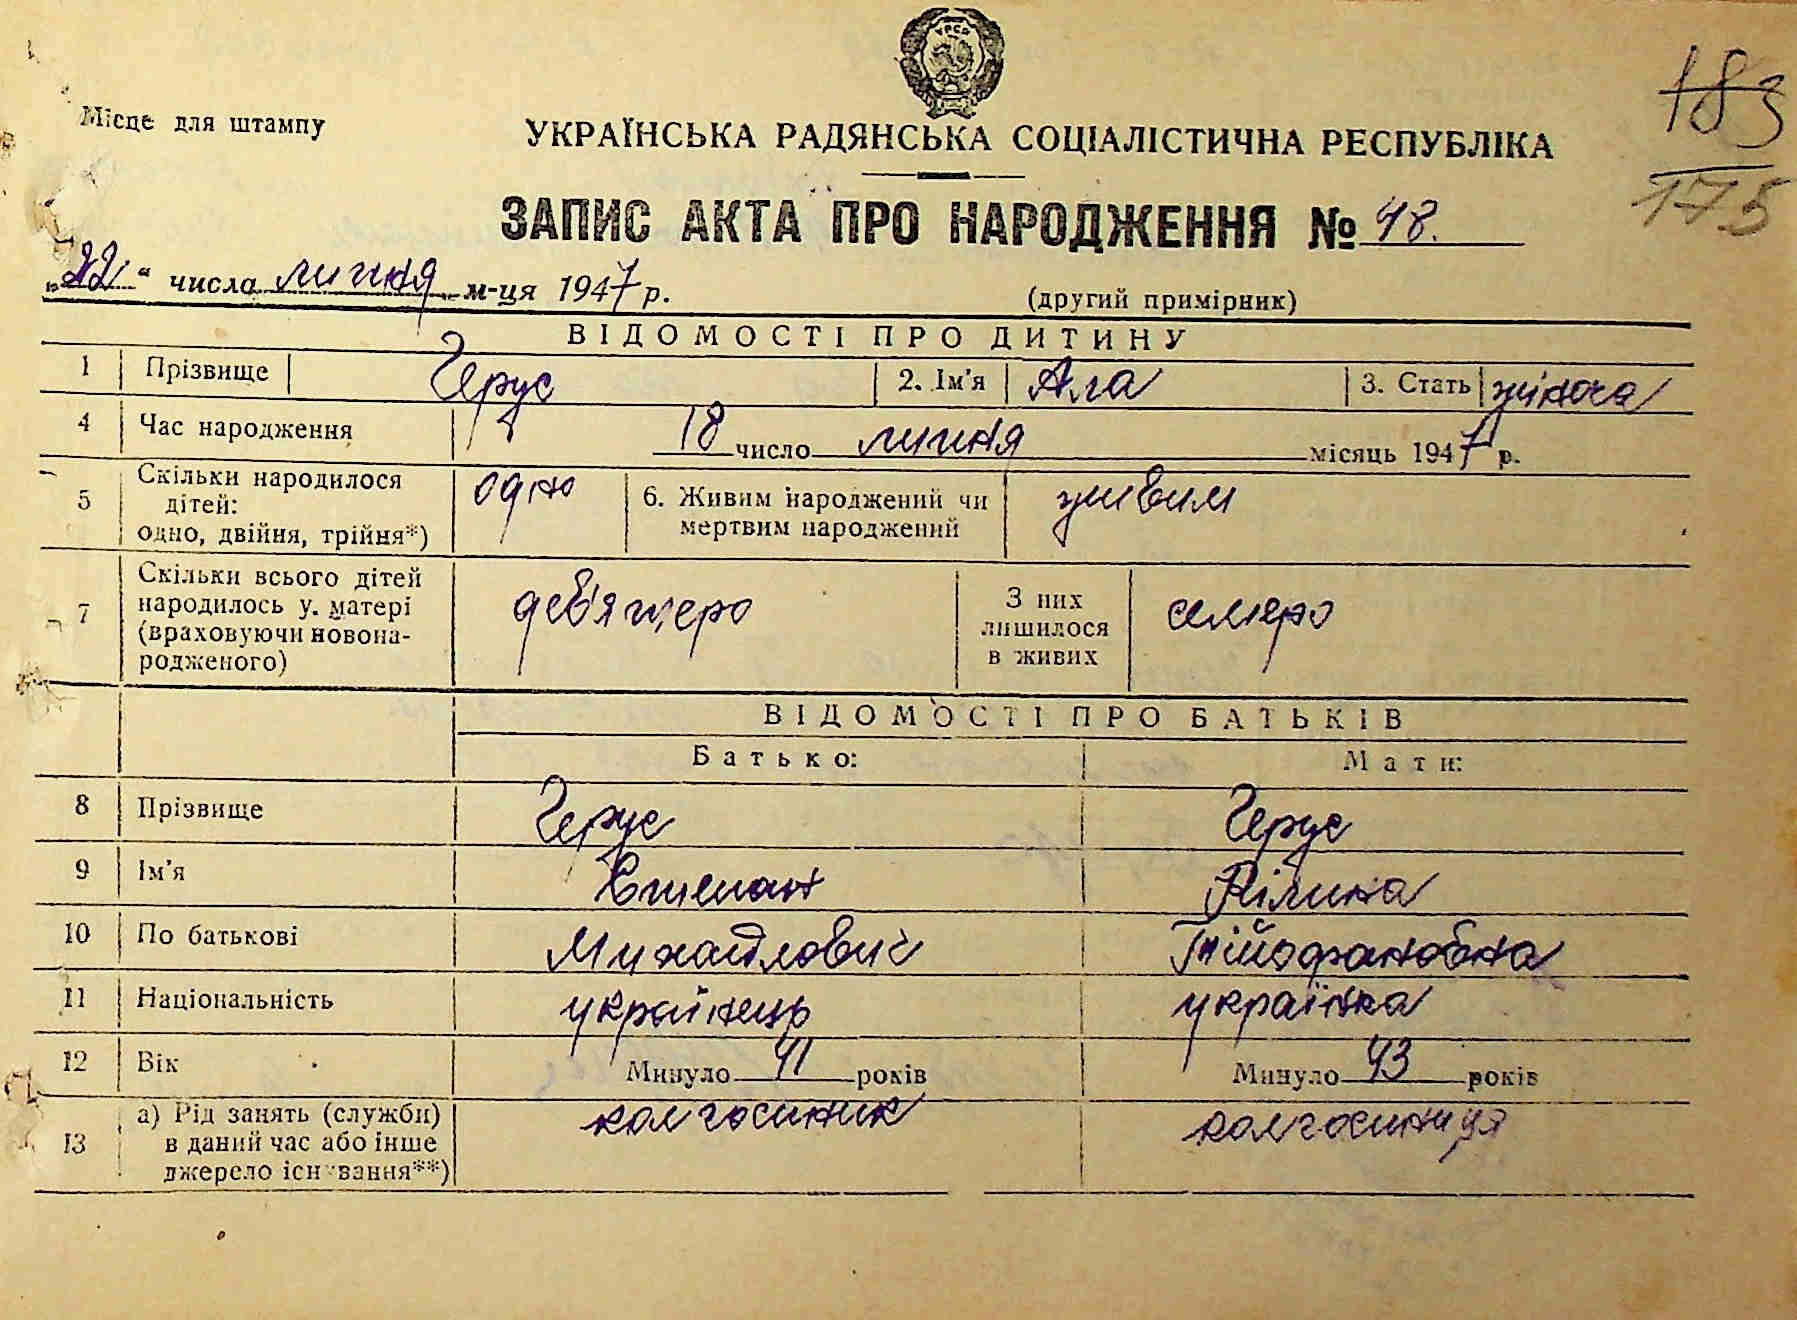 УРСР
183
175
Місце для штампу
УКРАЇНСЬКА РАДЯНСЬКА СОЦІАЛІСТИЧНА РЕСПУБЛІКА
ЗАПИС АКТА ПРО НАРОДЖЕННЯ № 48.
„22“ числа липня м-ця 1947 р.
(другий примірник)
ВІДОМОСТІ ПРО ДИТИНУ
1 Прізвище Герус 2. Ім'я Ала 3. Стать жіноча
4 Час народження 18 число липня місяць 1947 р.
5 Скільки народилося дітей: одно, двійня, трійня*) одно 6. Живим народжений чи мертвим народжений живим
7 Скільки всього дітей народилось у матері (враховуючи новонародженого) дев'ятеро З них лишилося в живих семеро
ВІДОМОСТІ ПРО БАТЬКІВ
Батько: Мати:
8 Прізвище Герус Герус
9 Ім'я Степан
10 По батькові Михайлович
11 Національність українець українка
12 Вік Минуло 41 років Минуло 43 років
13 а) Рід занять (служби) в даний час або інше джерело існування**) колгоспник колгоспниця